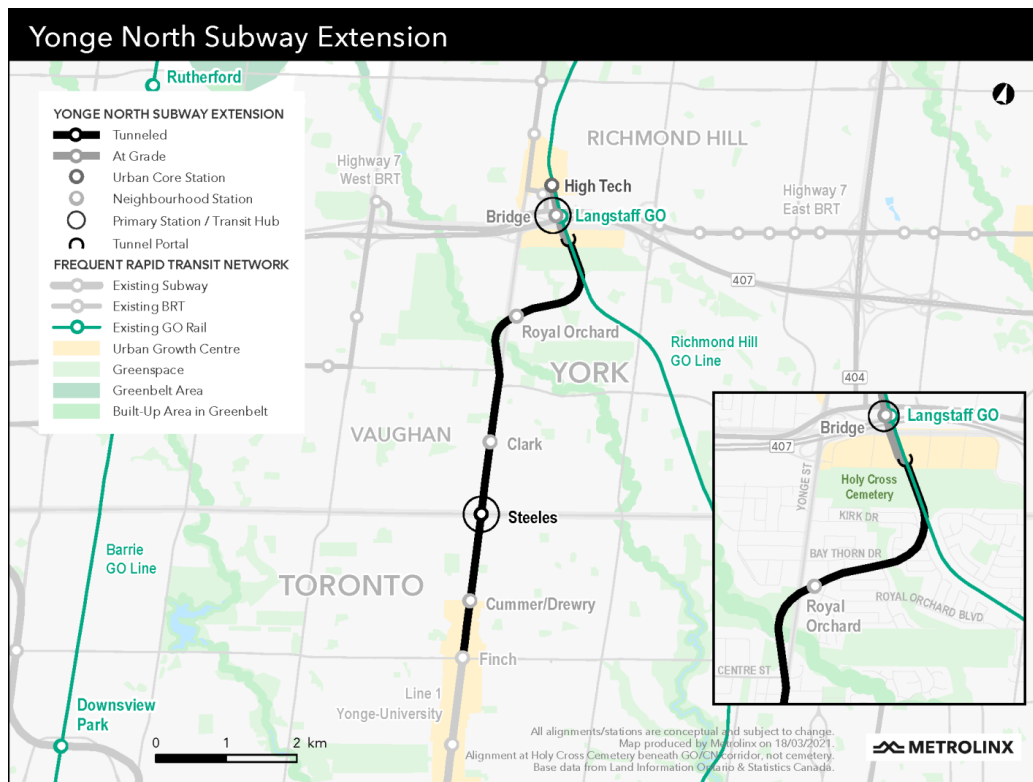 Yonge North Subway Extension
Rutherford
YONGE NORTH SUBWAY EXTENSION
Tunneled
At Grade
Urban Core Station
Neighbourhood Station
Primary Station / Transit Hub
Tunnel Portal
FREQUENT RAPID TRANSIT NETWORK
Existing Subway
Existing BRT
Existing GO Rail
Urban Growth Centre
Greenspace
Greenbelt Area
Built-Up Area in Greenbelt
RICHMOND HILL
Highway 7
West BRT
High Tech
Highway 7
East BRT
Bridge
Langstaff GO
407
Royal Orchard
Richmond Hill
GO Line
YORK
404
VAUGHAN
Clark
Steeles
Barrie
GO Line
TORONTO
Cummer/Drewry
Finch
Line 1
Yonge-University
Downsview
Park
0 1 2 km
Langstaff GO
Bridge
407
YONGE ST
Holy Cross
Cemetery
KIRK DR
BAY THORN DR
ROYAL ORCHARD BLVD
Royal
Orchard
CENTRE ST
All alignments/stations are conceptual and subject to change.
Map produced by Metrolinx on 18/03/2021.
Alignment at Holy Cross Cemetery beneath GO/CN corridor, not cemetery.
Base data from Land Information Ontario & Statistics Canada.
METROLINX